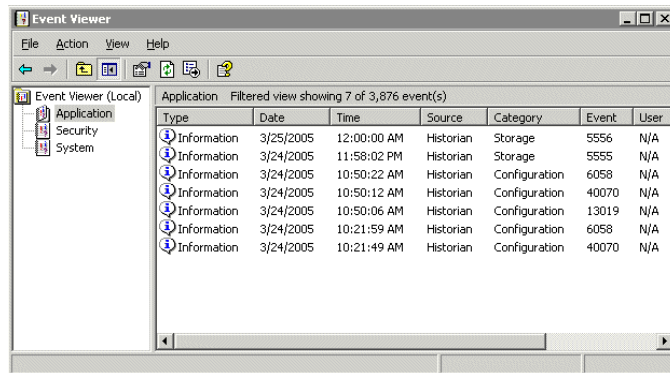 Event Viewer
File Action View Help
Event Viewer (Local)
Application
Security
System
Application Filtered view showing 7 of 3,876 event(s)
Type Date Time Source Category Event User
Information 3/25/2005 12:00:00 AM Historian Storage 5556 N/A
Information 3/24/2005 11:58:02 PM Historian Storage 5555 N/A
Information 3/24/2005 10:50:22 AM Historian Configuration 6058 N/A
Information 3/24/2005 10:50:12 AM Historian Configuration 40070 N/A
Information 3/24/2005 10:50:06 AM Historian Configuration 13019 N/A
Information 3/24/2005 10:21:59 AM Historian Configuration 6058 N/A
Information 3/24/2005 10:21:49 AM Historian Configuration 40070 N/A